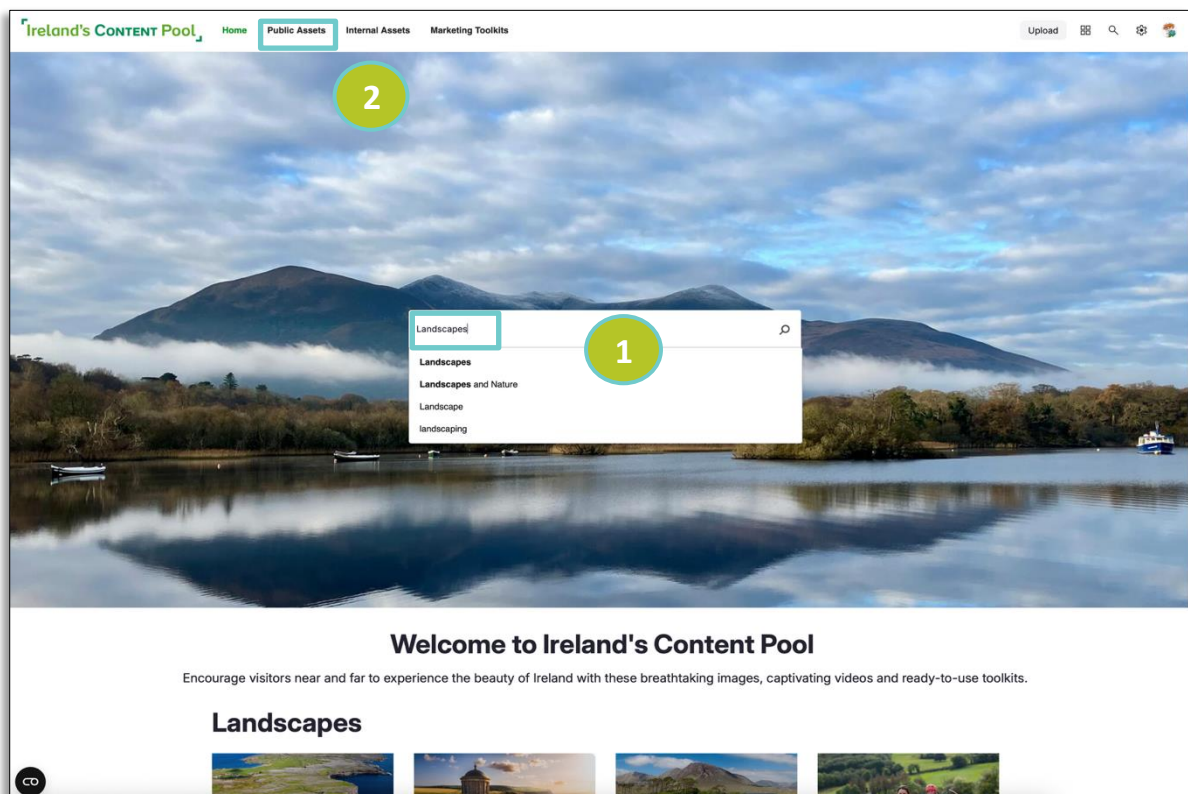 Ireland's CONTENT POOL Home Public Assets Internal Assets Marketing Toolkits Upload
2
Landscapes
1
Landscapes
Landscapes and Nature
Landscape
landscaping
Welcome to Ireland's Content Pool
Encourage visitors near and far to experience the beauty of Ireland with these breathtaking images, captivating videos and ready-to-use toolkits.
Landscapes